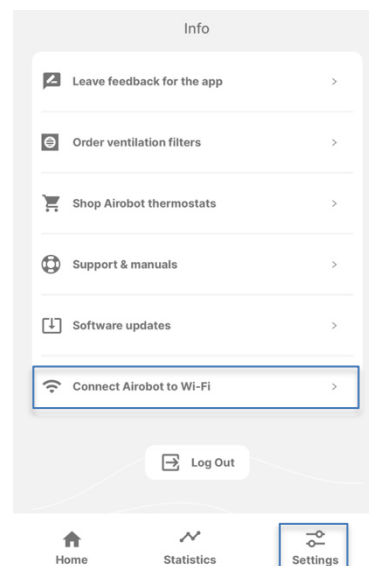 Info
Leave feedback for the app
Order ventilation filters
Shop Airobot thermostats
Support & manuals
Software updates
Connect Airobot to Wi-Fi
Log Out
Home Statistics Settings